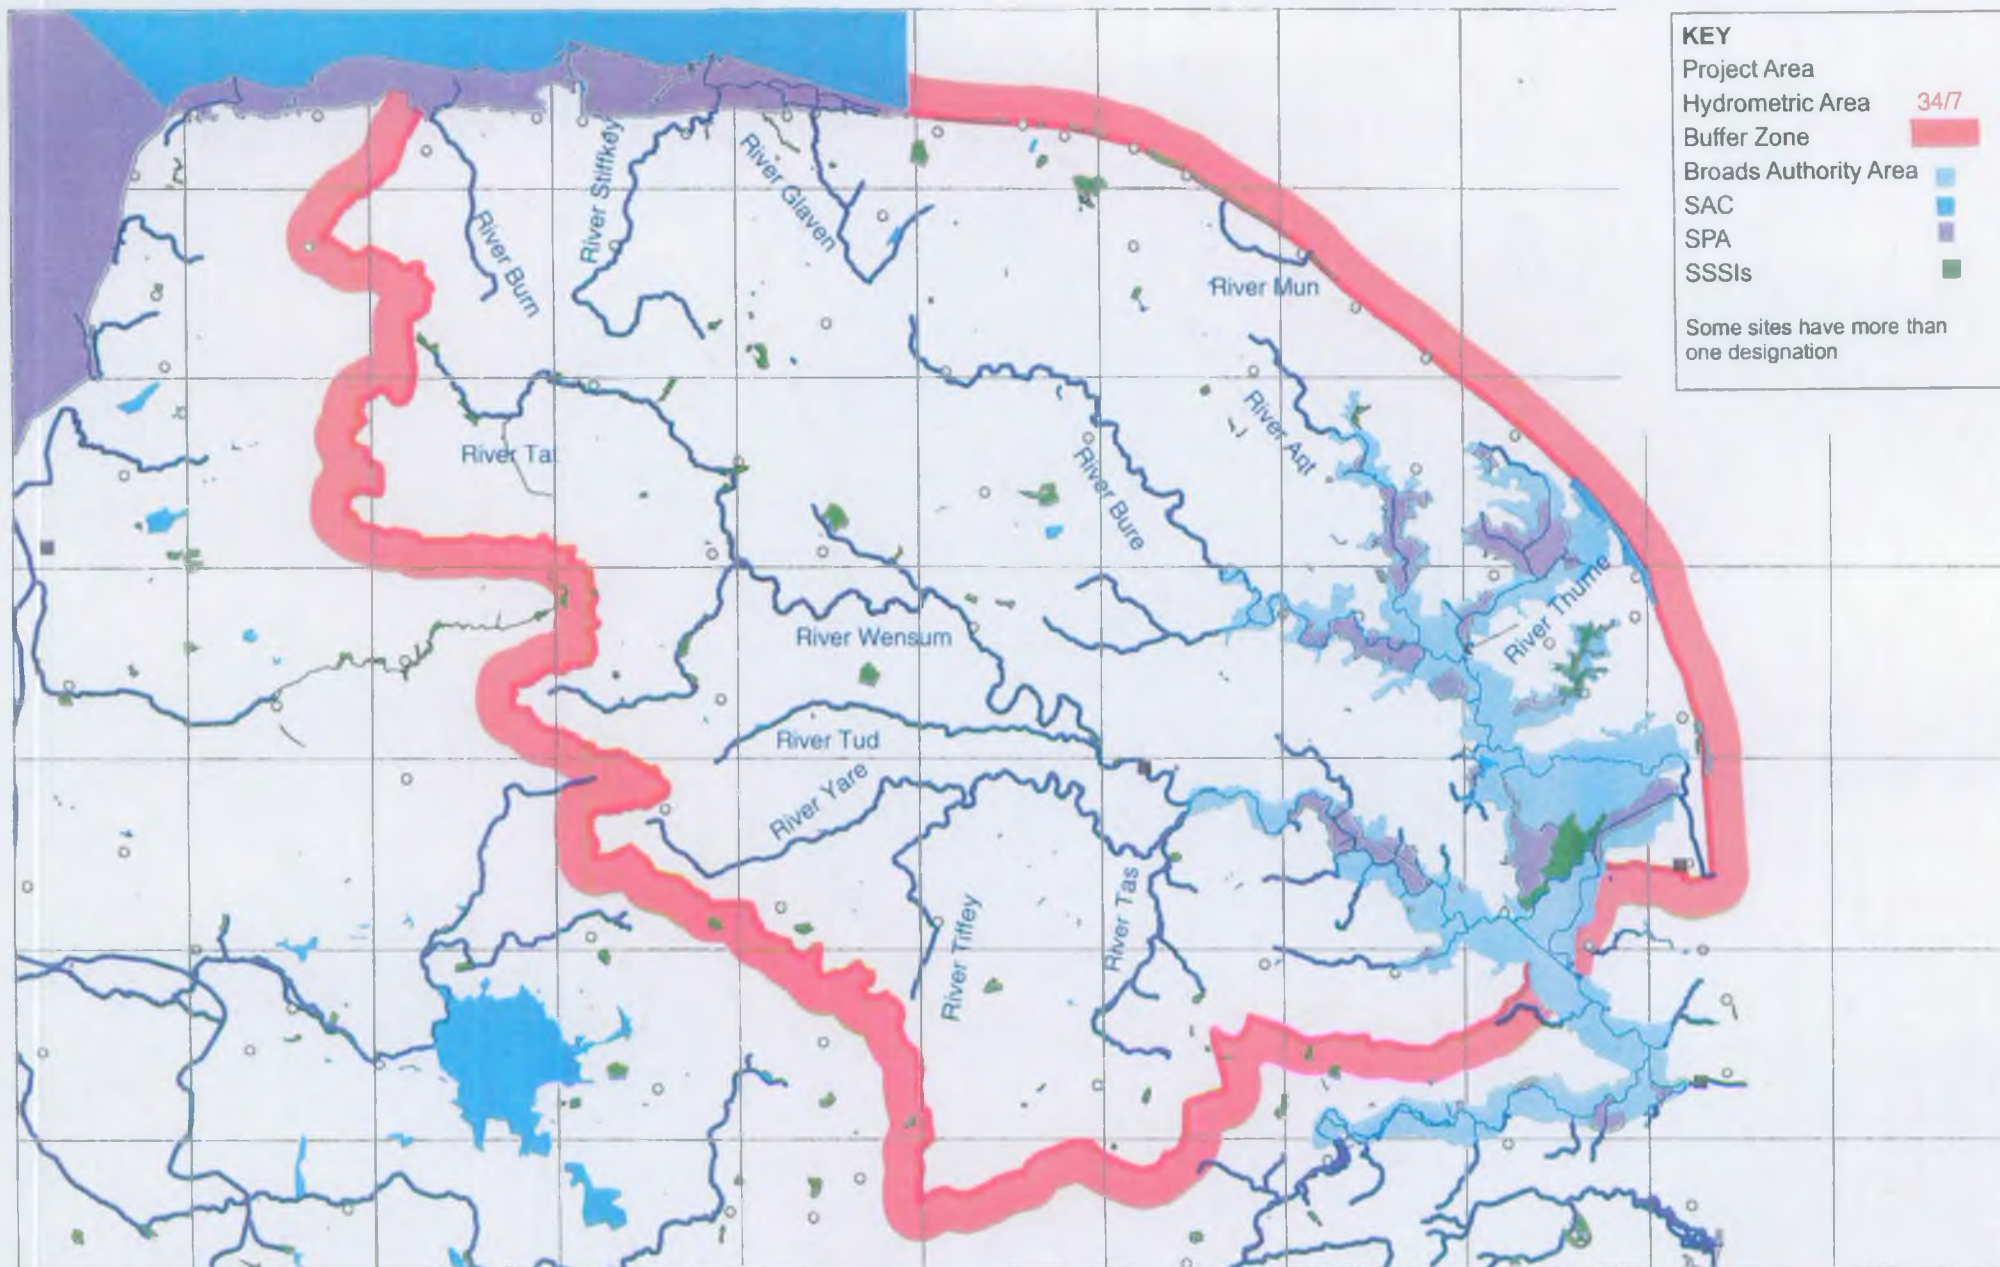 KEY
Project Area
Hydrometric Area 34/7
Buffer Zone
Broads Authority Area
SAC
SPA
SSSIs
Some sites have more than
one designation
River Burn
River Stiffkey
River Glaven
River Mun
River Tat
River Ant
River Bure
River Thurne
River Wensum
River Tud
River Yare
River Tiffey
River Tas